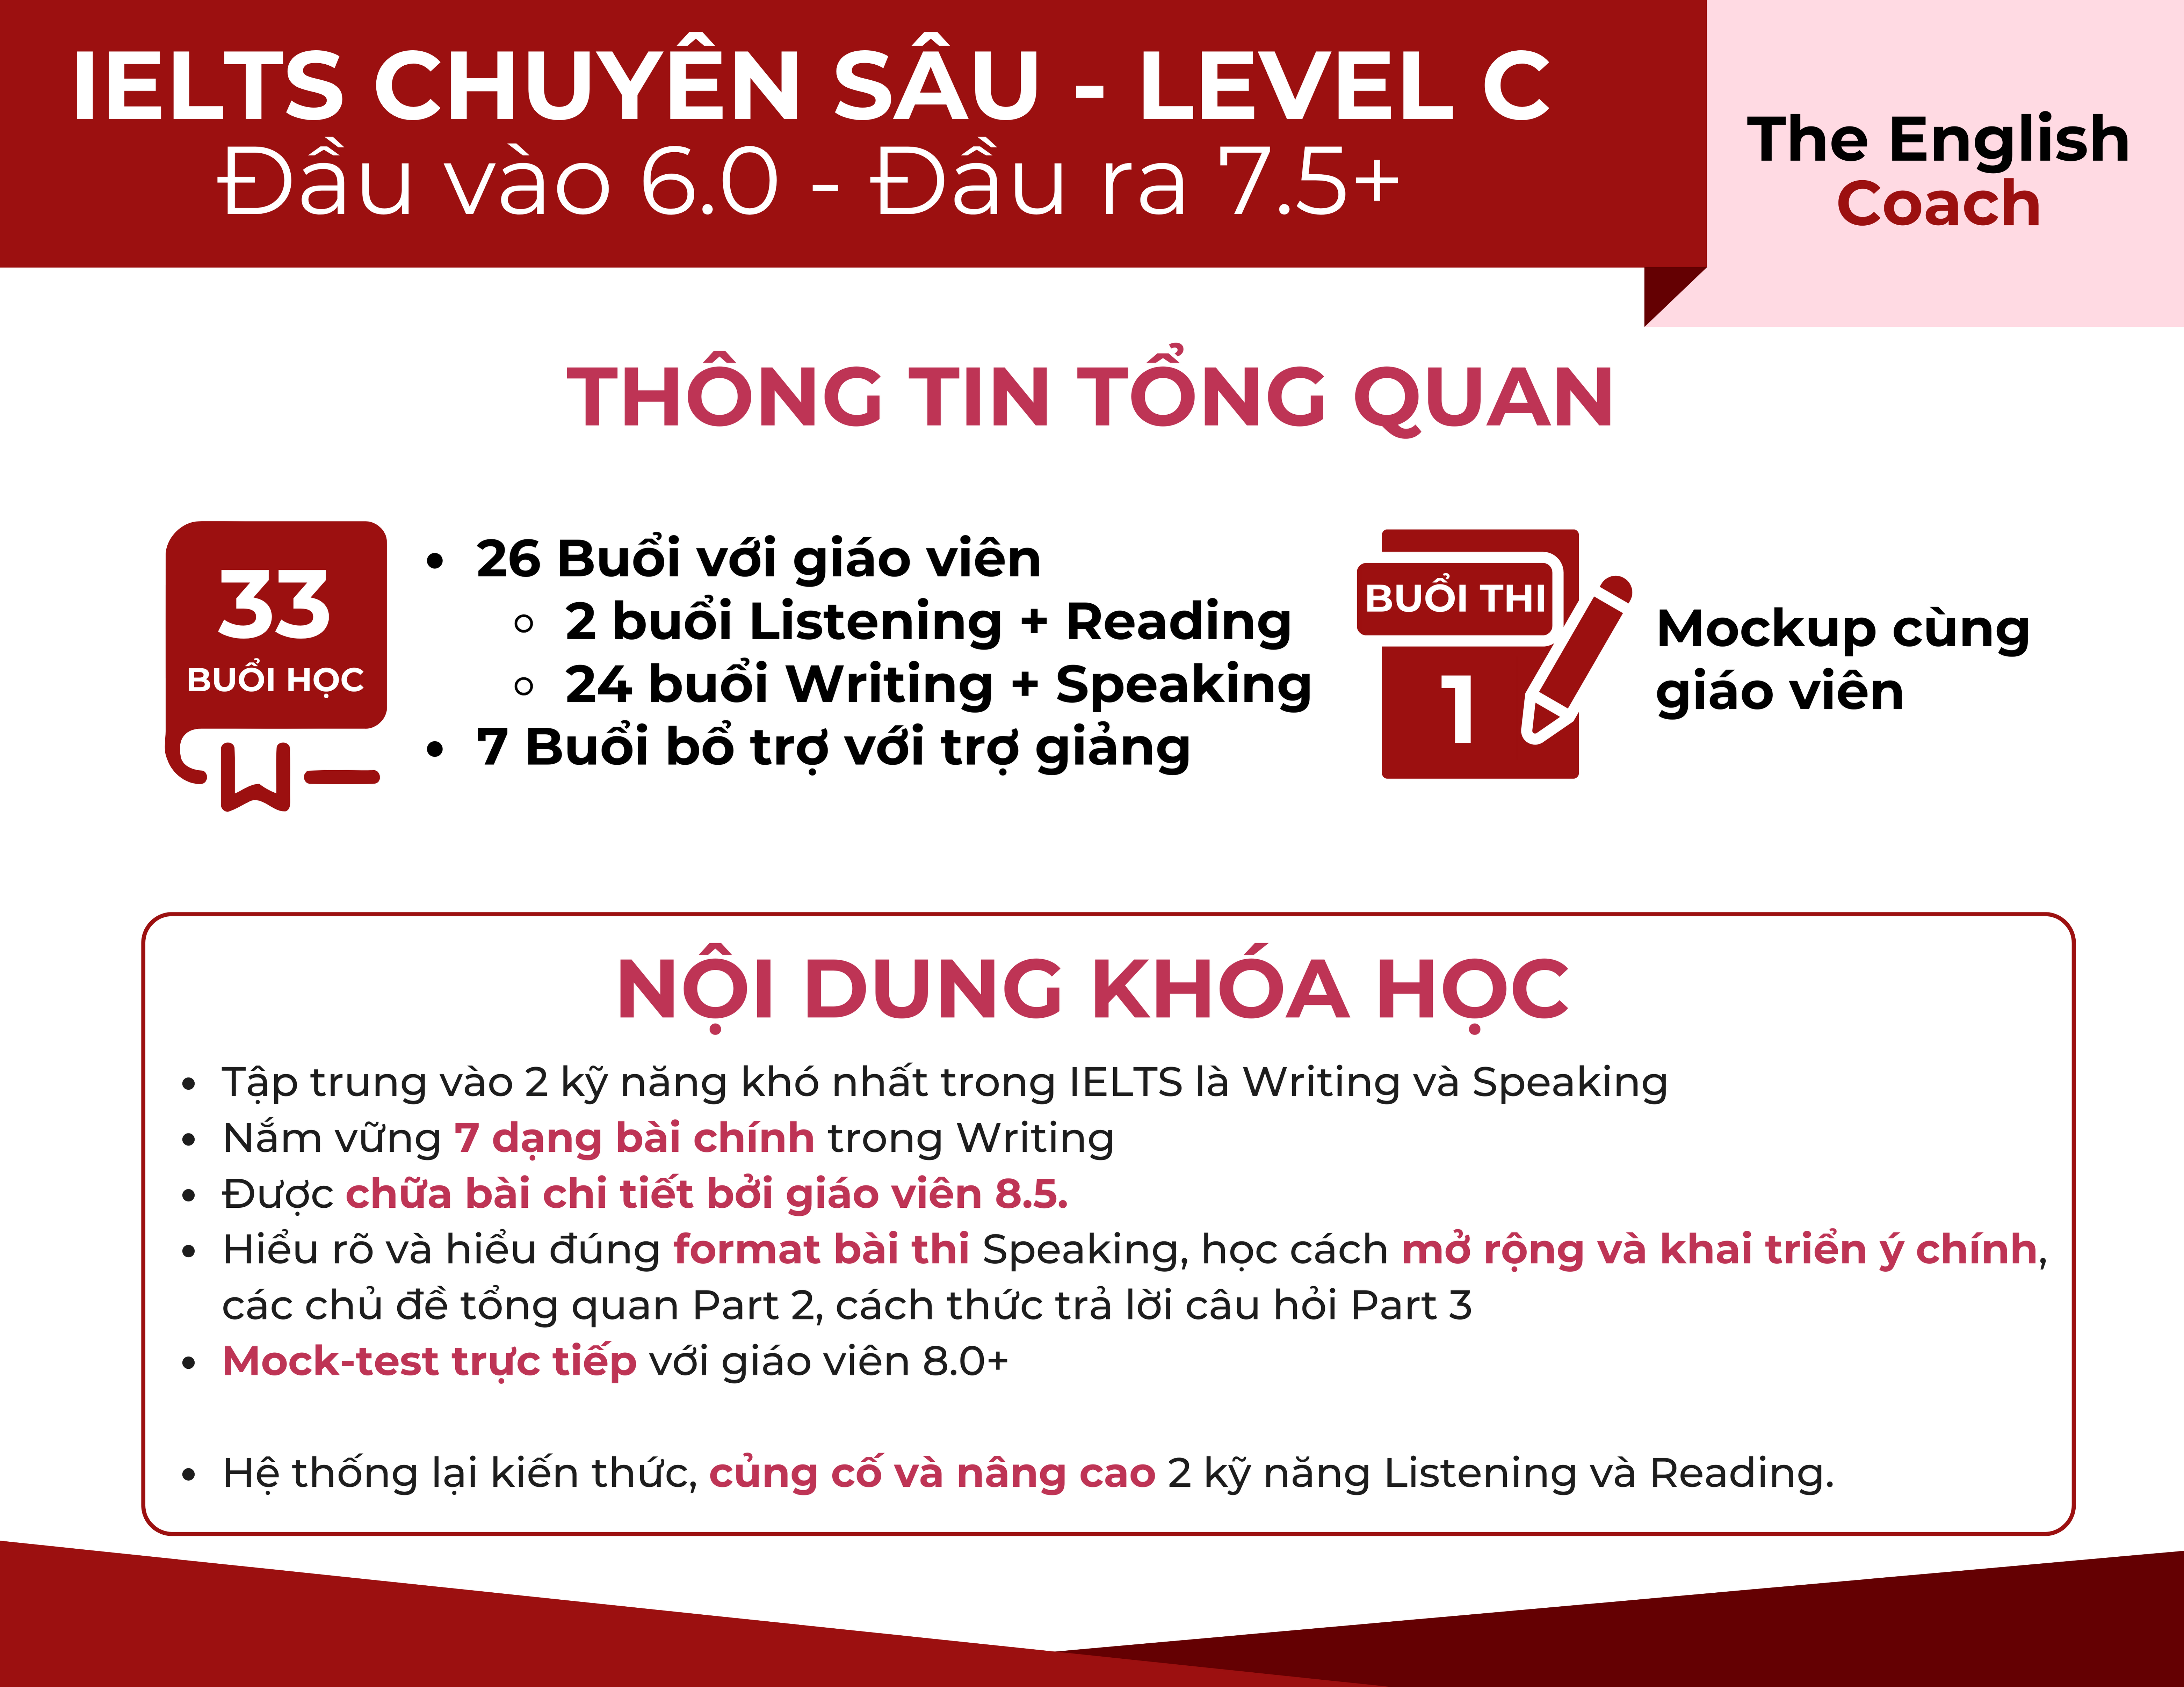 IELTS CHUYÊN SÂU - LEVEL C
Đầu vào 6.0 - Đầu ra 7.5+
The English
Coach
THÔNG TIN TỔNG QUAN
33
BUỔI HỌC
• 26 Buổi với giáo viên
◦ 2 buổi Listening + Reading
◦ 24 buổi Writing + Speaking
• 7 Buổi bổ trợ với trợ giảng
BUỔI THI
1
Mockup cùng
giáo viên
NỘI DUNG KHÓA HỌC
• Tập trung vào 2 kỹ năng khó nhất trong IELTS là Writing và Speaking
• Nắm vững 7 dạng bài chính trong Writing
• Được chữa bài chi tiết bởi giáo viên 8.5.
• Hiểu rõ và hiểu đúng format bài thi Speaking, học cách mở rộng và khai triển ý chính,
các chủ đề tổng quan Part 2, cách thức trả lời câu hỏi Part 3
• Mock-test trực tiếp với giáo viên 8.0+
• Hệ thống lại kiến thức, củng cố và nâng cao 2 kỹ năng Listening và Reading.